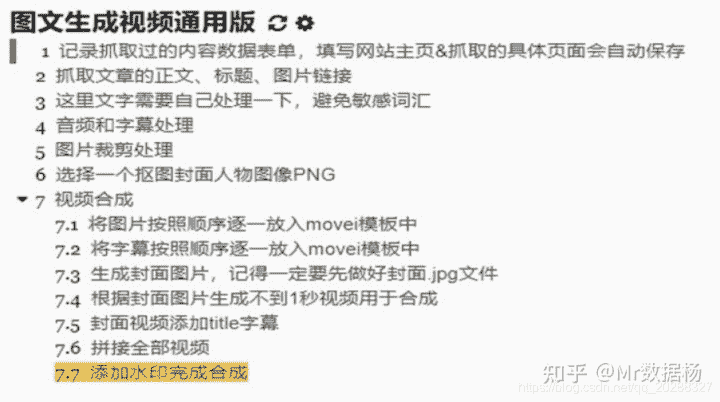 图文生成视频通用版
1 记录抓取过的内容数据表单，填写网站主页&抓取的具体页面会自动保存
2 抓取文章的正文、标题、图片链接
3 这里文字需要自己处理一下，避免敏感词汇
4 音频和字幕处理
5 图片裁剪处理
6 选择一个抠图封面人物图像PNG
7 视频合成
7.1 将图片按照顺序逐一放入movei模板中
7.2 将字幕按照顺序逐一放入movei模板中
7.3 生成封面图片，记得一定要先做好封面.jpg文件
7.4 根据封面图片生成不到1秒视频用于合成
7.5 封面视频添加title字幕
7.6 拼接全部视频
7.7 添加水印完成合成
知乎 @Mr数据杨
https://blog.csdn.net/qq_20288327